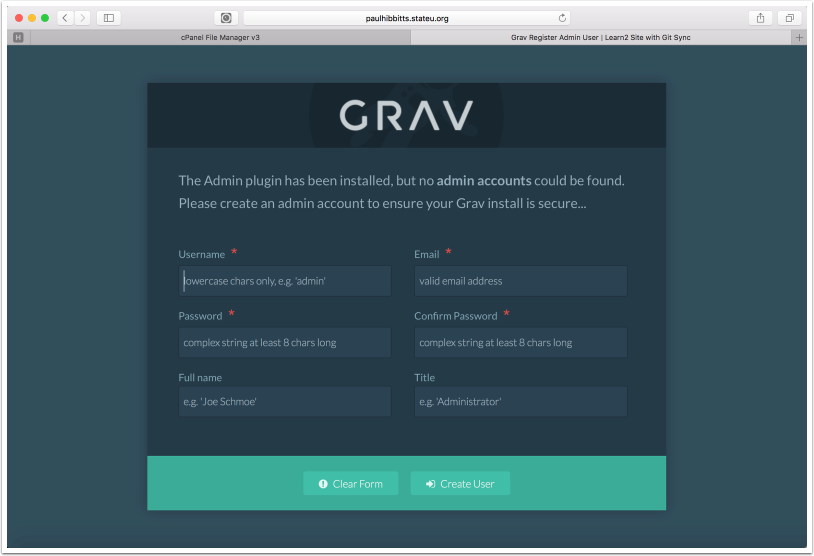 paulhibbitts.stateu.org
H
cPanel File Manager v3
Grav Register Admin User | Learn2 Site with Git Sync
GRAV
The Admin plugin has been installed, but no admin accounts could be found.
Please create an admin account to ensure your Grav install is secure...
Username * Email *
lowercase chars only, e.g. 'admin' valid email address
Password * Confirm Password *
complex string at least 8 chars long complex string at least 8 chars long
Full name Title
e.g. 'Joe Schmoe' e.g. 'Administrator'
Clear Form Create User